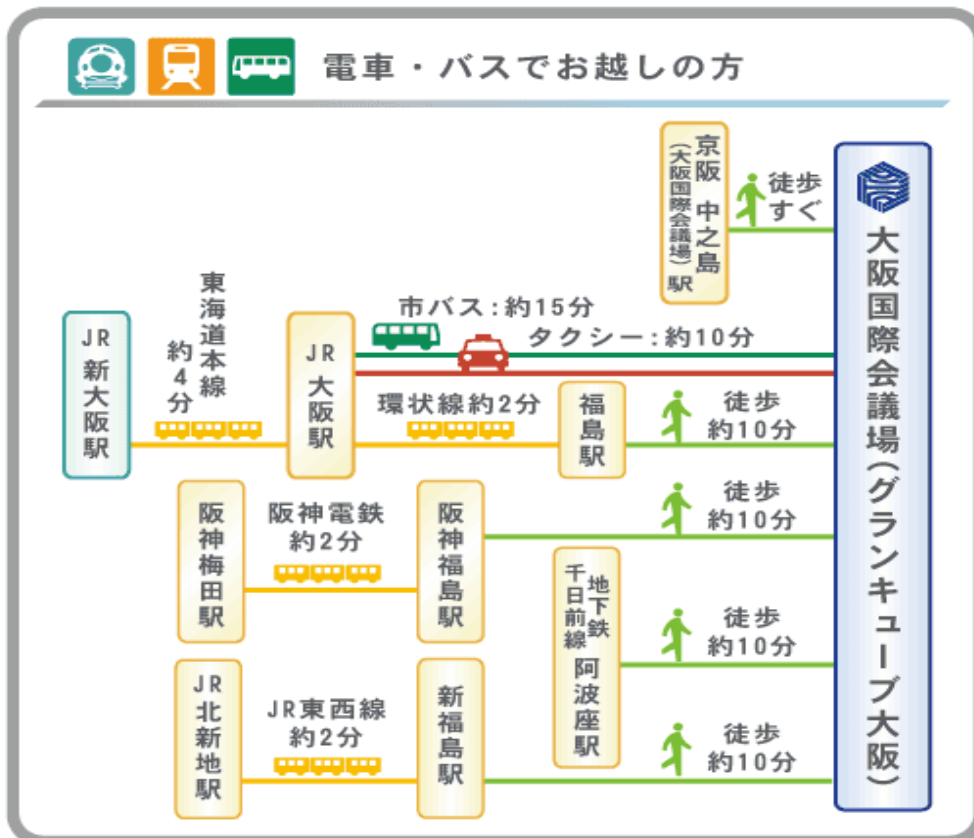 電車・バスでお越しの方
京阪 中之島
(大阪国際会議場)駅
徒歩
すぐ
大阪国際会議場(グランキューブ大阪)
JR 新大阪駅
東海道本線
約4分
JR 大阪駅
市バス:約15分
タクシー:約10分
環状線約2分
福島駅
徒歩
約10分
阪神梅田駅
阪神電鉄
約2分
阪神福島駅
徒歩
約10分
地下鉄
千日前線
阿波座駅
徒歩
約10分
JR 北新地駅
JR東西線
約2分
新福島駅
徒歩
約10分